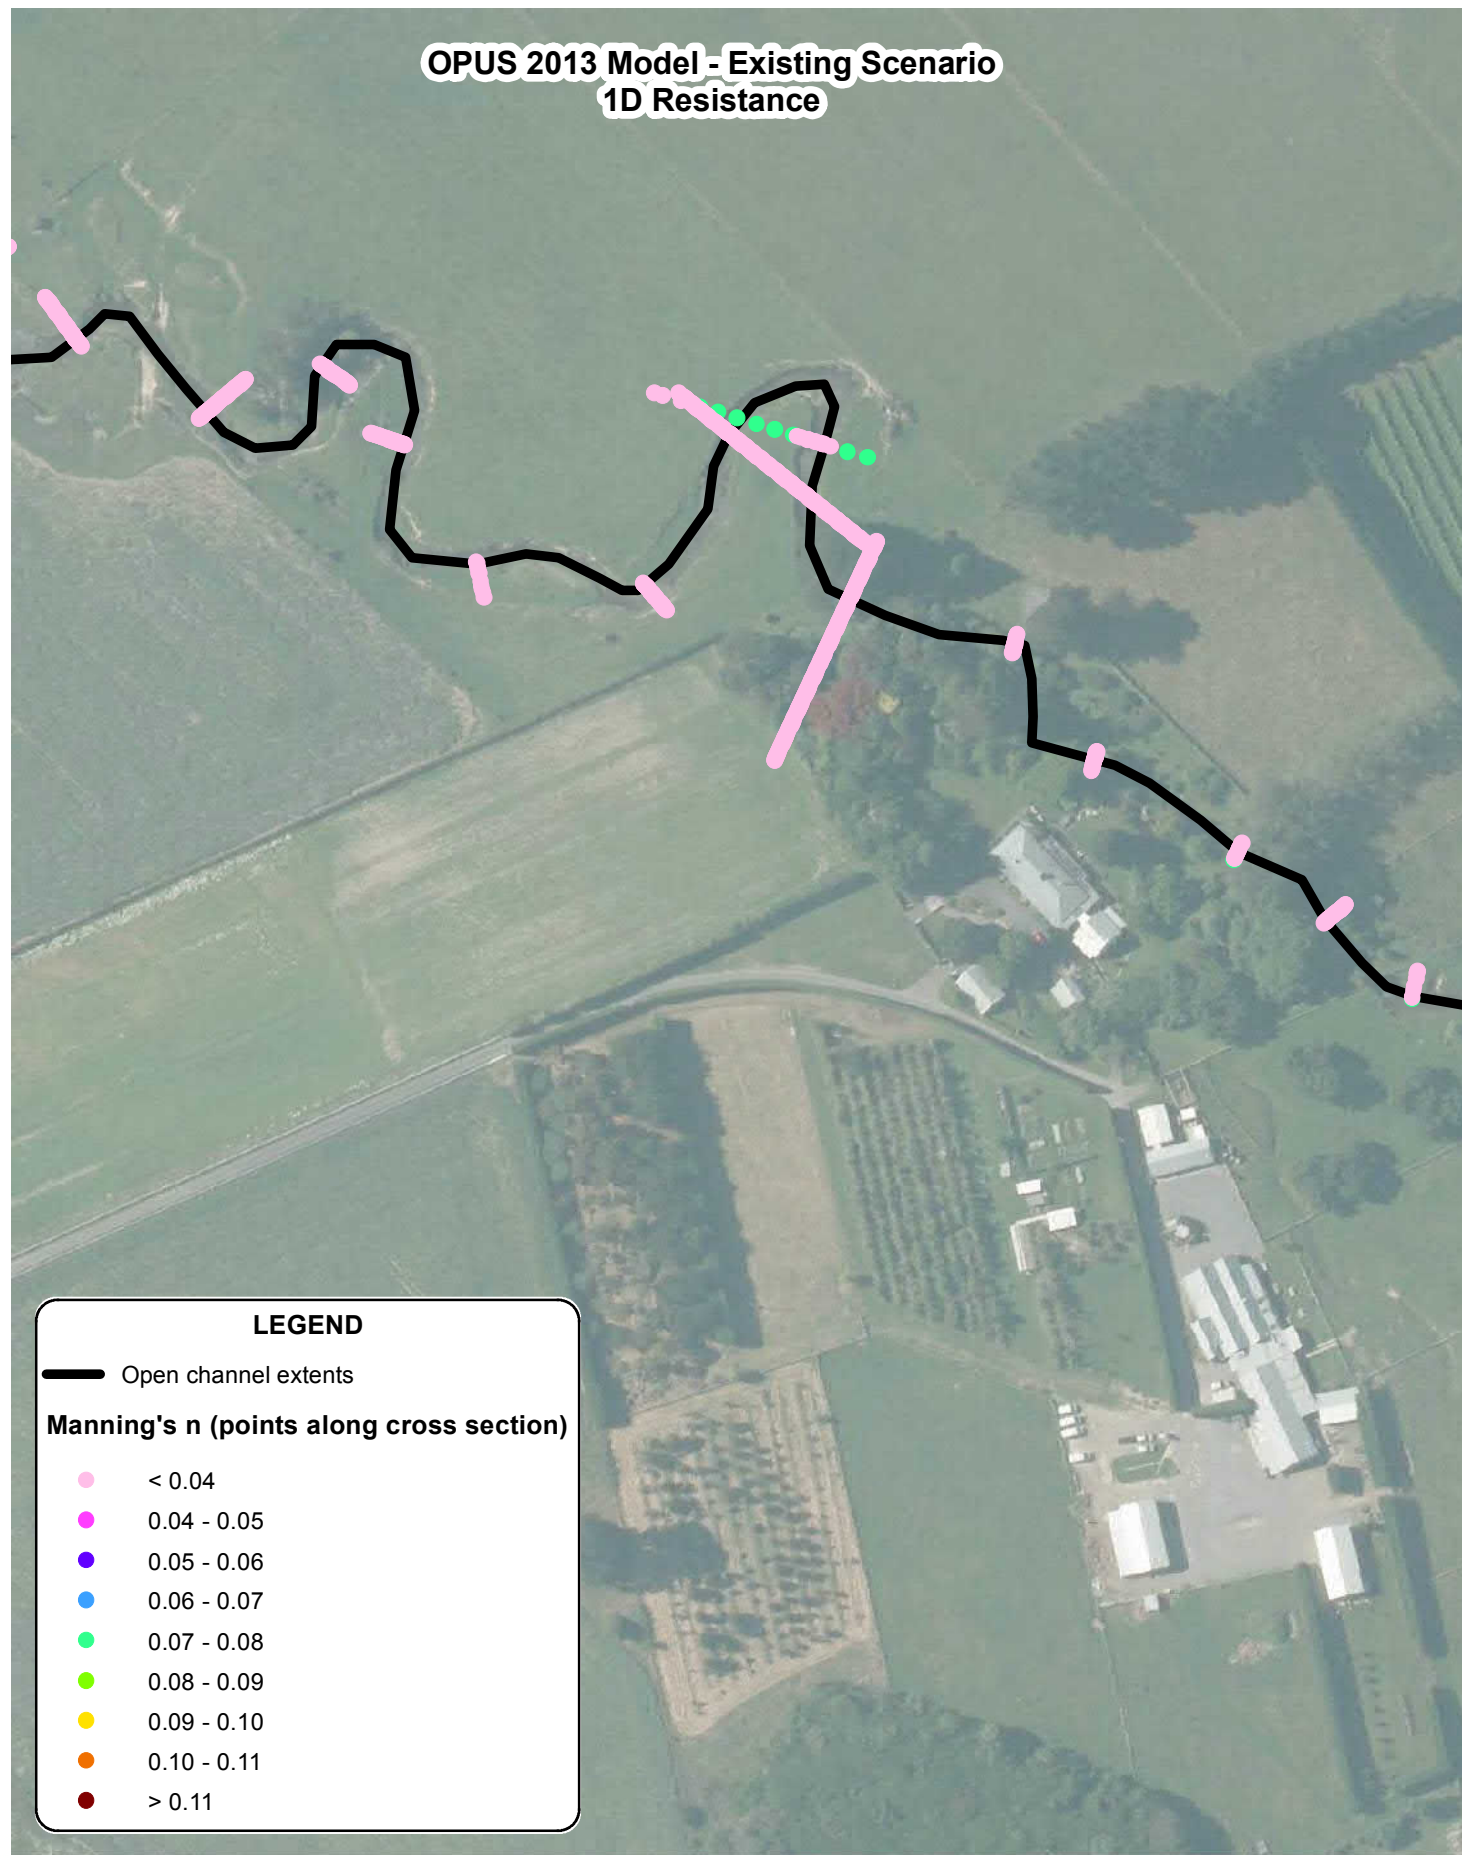 OPUS 2013 Model - Existing Scenario
1D Resistance
LEGEND
Open channel extents
Manning's n (points along cross section)
< 0.04
0.04 - 0.05
0.05 - 0.06
0.06 - 0.07
0.07 - 0.08
0.08 - 0.09
0.09 - 0.10
0.10 - 0.11
> 0.11